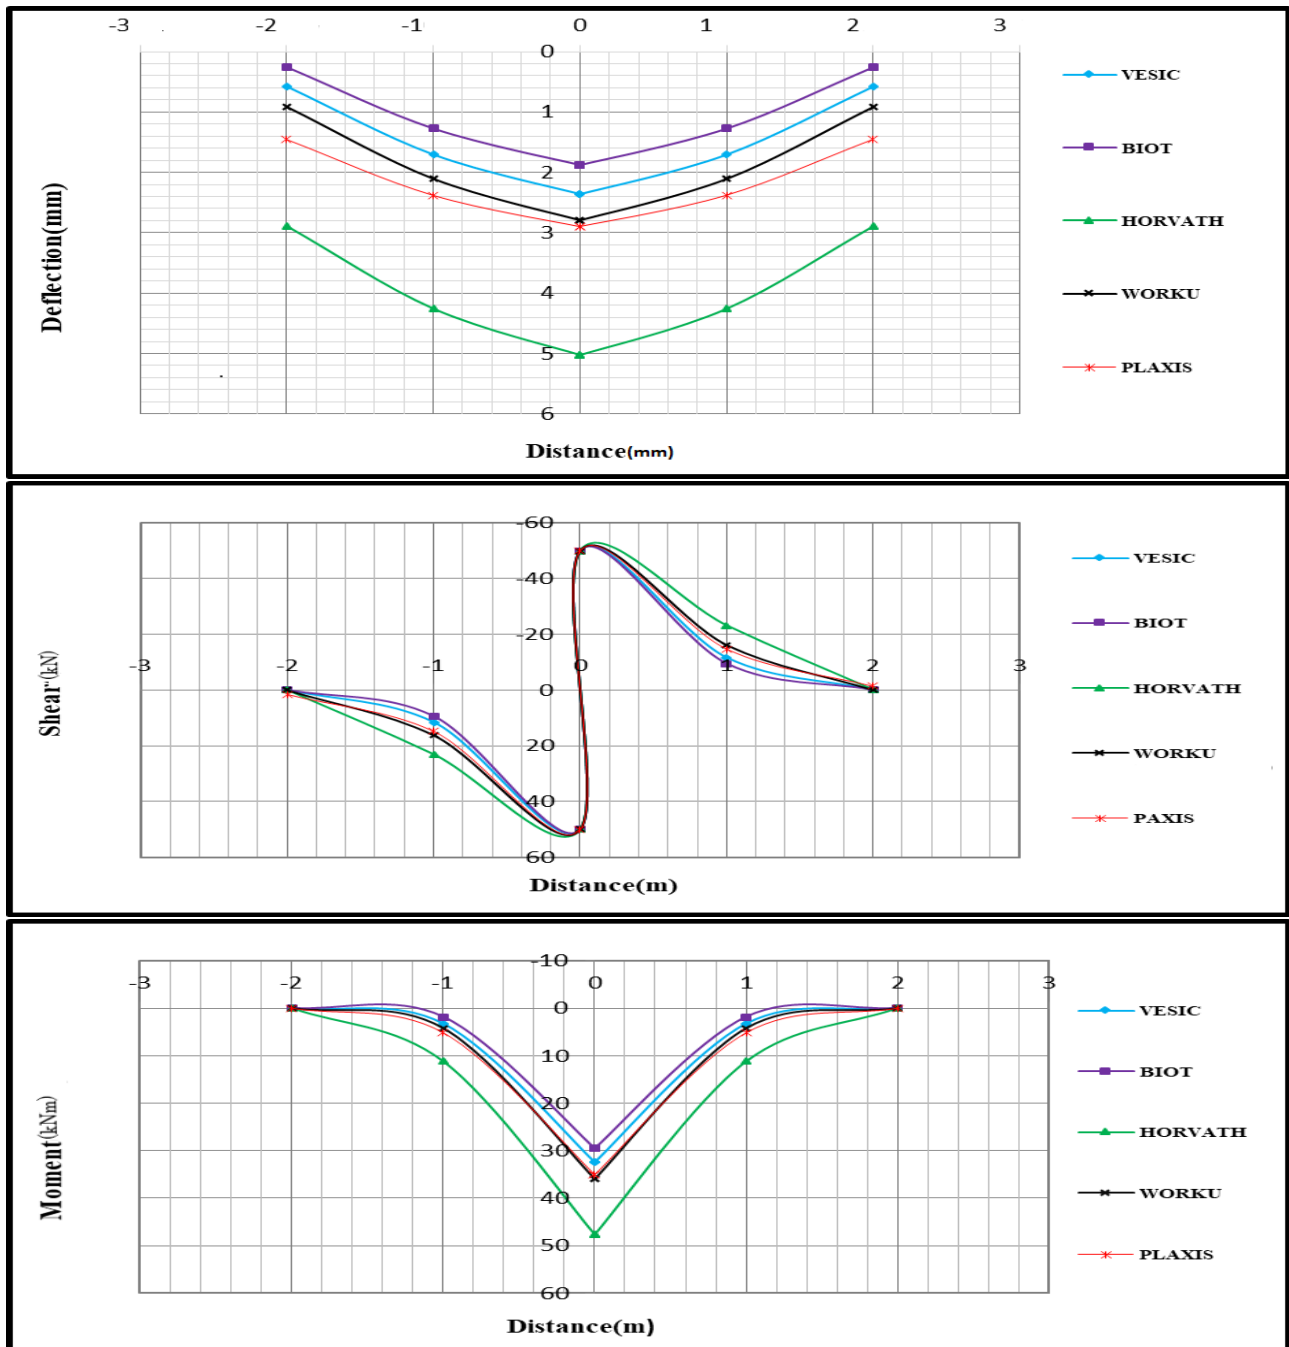 -3 -2 -1 0 1 2 3
0
1
2
3
4
5
6
Deflection(mm)
Distance(mm)
VESIC
BIOT
HORVATH
WORKU
PLAXIS
-60
-40
-20
-3 -2 -1 0 1 2 3
0
20
40
60
Shear (kN)
Distance(m)
VESIC
BIOT
HORVATH
WORKU
PAXIS
-10
-3 -2 -1 0 1 2 3
0
10
20
30
40
50
60
Moment(kNm)
Distance(m)
VESIC
BIOT
HORVATH
WORKU
PLAXIS